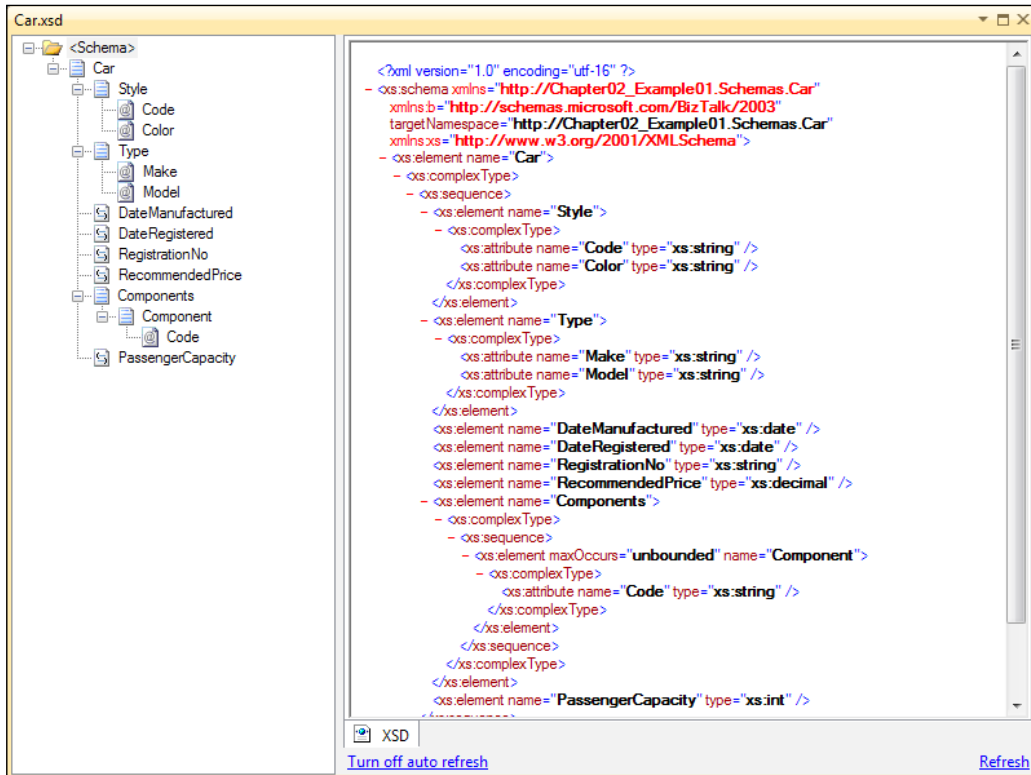 Car.xsd
<Schema>
Car
Style
Code
Color
Type
Make
Model
DateManufactured
DateRegistered
RegistrationNo
RecommendedPrice
Components
Component
Code
PassengerCapacity
<?xml version="1.0" encoding="utf-16" ?>
- <xs:schema xmlns="http://Chapter02_Example01.Schemas.Car"
xmlns:b="http://schemas.microsoft.com/BizTalk/2003"
targetNamespace="http://Chapter02_Example01.Schemas.Car"
xmlns:xs="http://www.w3.org/2001/XMLSchema">
- <xs:element name="Car">
- <xs:complexType>
- <xs:sequence>
- <xs:element name="Style">
- <xs:complexType>
<xs:attribute name="Code" type="xs:string" />
<xs:attribute name="Color" type="xs:string" />
</xs:complexType>
</xs:element>
- <xs:element name="Type">
- <xs:complexType>
<xs:attribute name="Make" type="xs:string" />
<xs:attribute name="Model" type="xs:string" />
</xs:complexType>
</xs:element>
<xs:element name="DateManufactured" type="xs:date" />
<xs:element name="DateRegistered" type="xs:date" />
<xs:element name="RegistrationNo" type="xs:string" />
<xs:element name="RecommendedPrice" type="xs:decimal" />
- <xs:element name="Components">
- <xs:complexType>
- <xs:sequence>
- <xs:element maxOccurs="unbounded" name="Component">
- <xs:complexType>
<xs:attribute name="Code" type="xs:string" />
</xs:complexType>
</xs:element>
</xs:sequence>
</xs:complexType>
</xs:element>
<xs:element name="PassengerCapacity" type="xs:int" />
XSD
Turn off auto refresh
Refresh